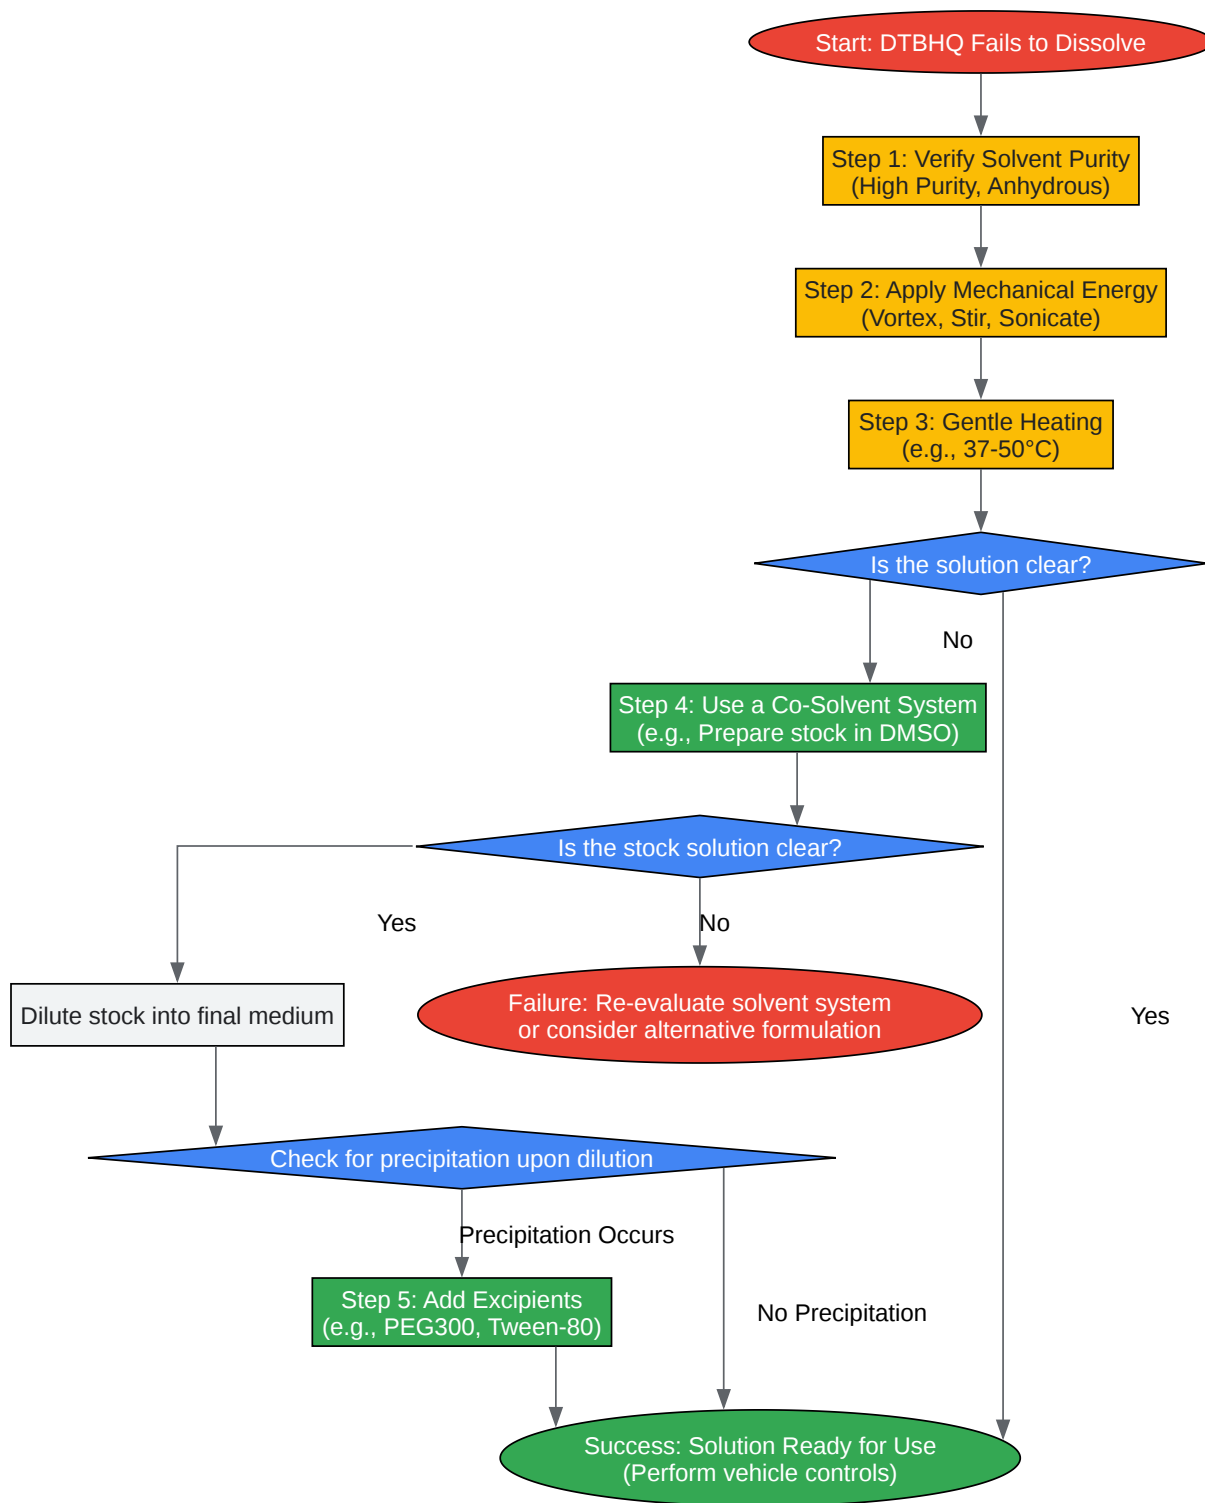 Start: DTBHQ Fails to Dissolve
Step 1: Verify Solvent Purity
(High Purity, Anhydrous)
Step 2: Apply Mechanical Energy
(Vortex, Stir, Sonicate)
Step 3: Gentle Heating
(e.g., 37-50°C)
Is the solution clear?
No
Step 4: Use a Co-Solvent System
(e.g., Prepare stock in DMSO)
Is the stock solution clear?
Yes
No
Dilute stock into final medium
Failure: Re-evaluate solvent system
or consider alternative formulation
Yes
Check for precipitation upon dilution
Precipitation Occurs
Step 5: Add Excipients
(e.g., PEG300, Tween-80)
No Precipitation
Success: Solution Ready for Use
(Perform vehicle controls)